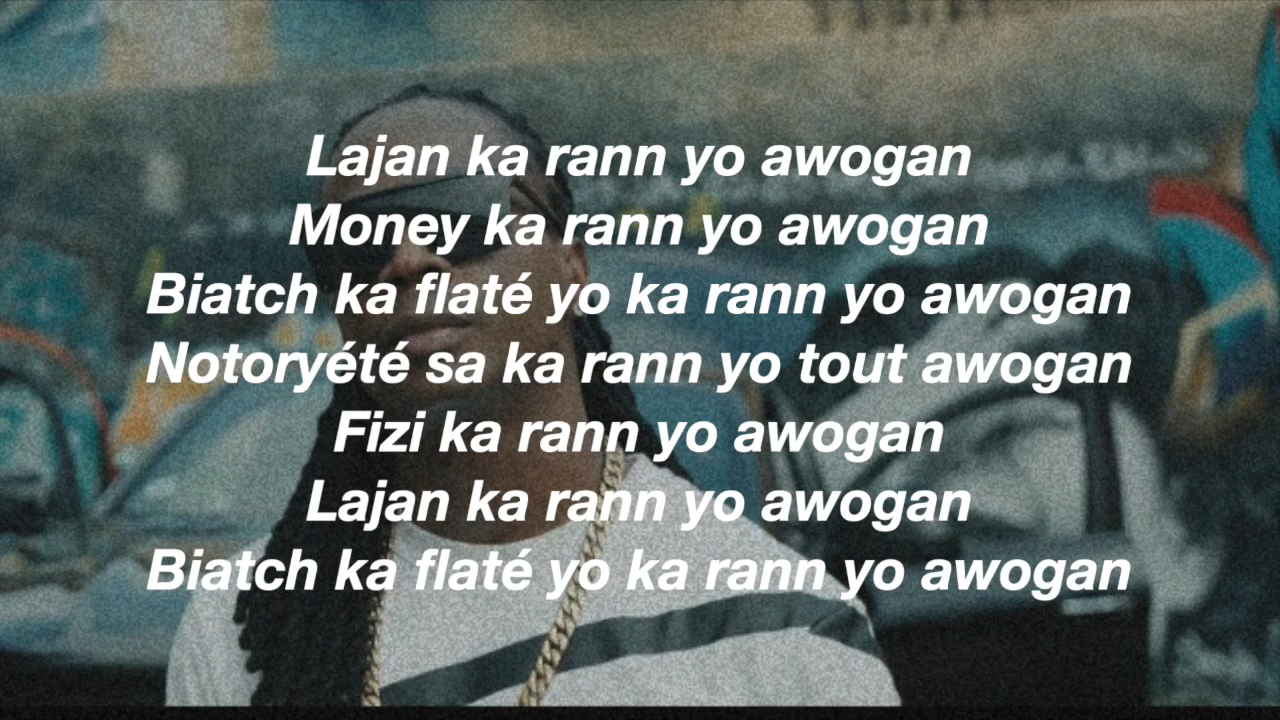 Lajan ka rann yo awogan
Money ka rann yo awogan
Biatch ka flaté yo ka rann yo awogan
Notoryété sa ka rann yo tout awogan
Fizi ka rann yo awogan
Lajan ka rann yo awogan
Biatch ka flaté yo ka rann yo awogan